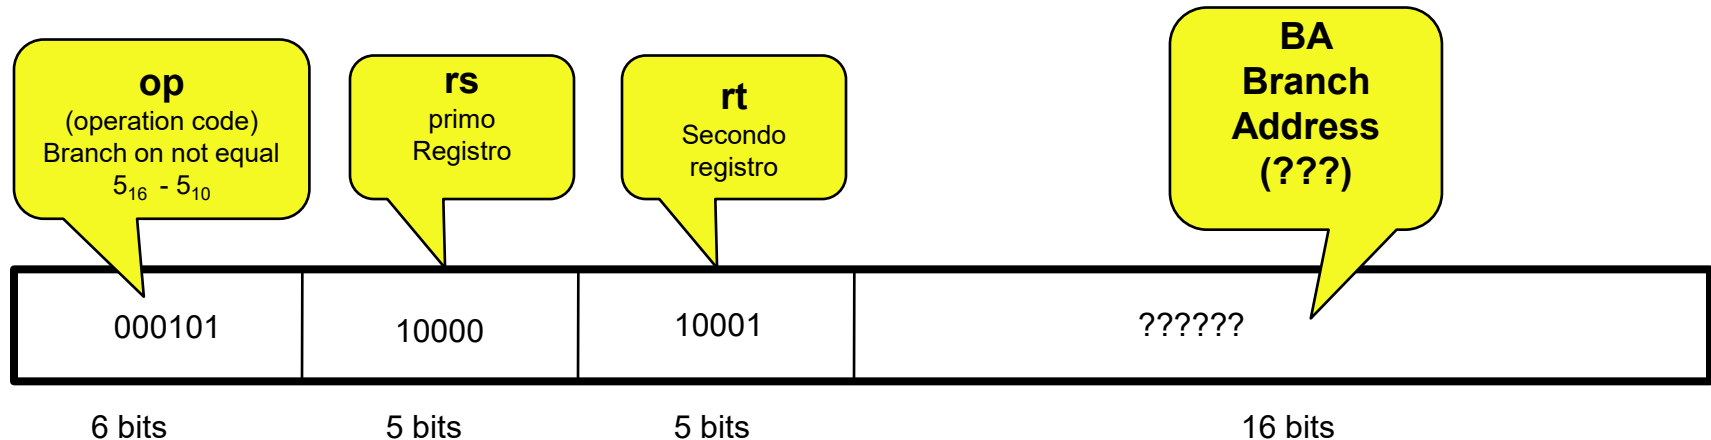 op
(operation code)
Branch on not equal
5₁₆ - 5₁₀
rs
primo
Registro
rt
Secondo
registro
BA
Branch
Address
(???)
000101
10000
10001
??????
6 bits
5 bits
5 bits
16 bits